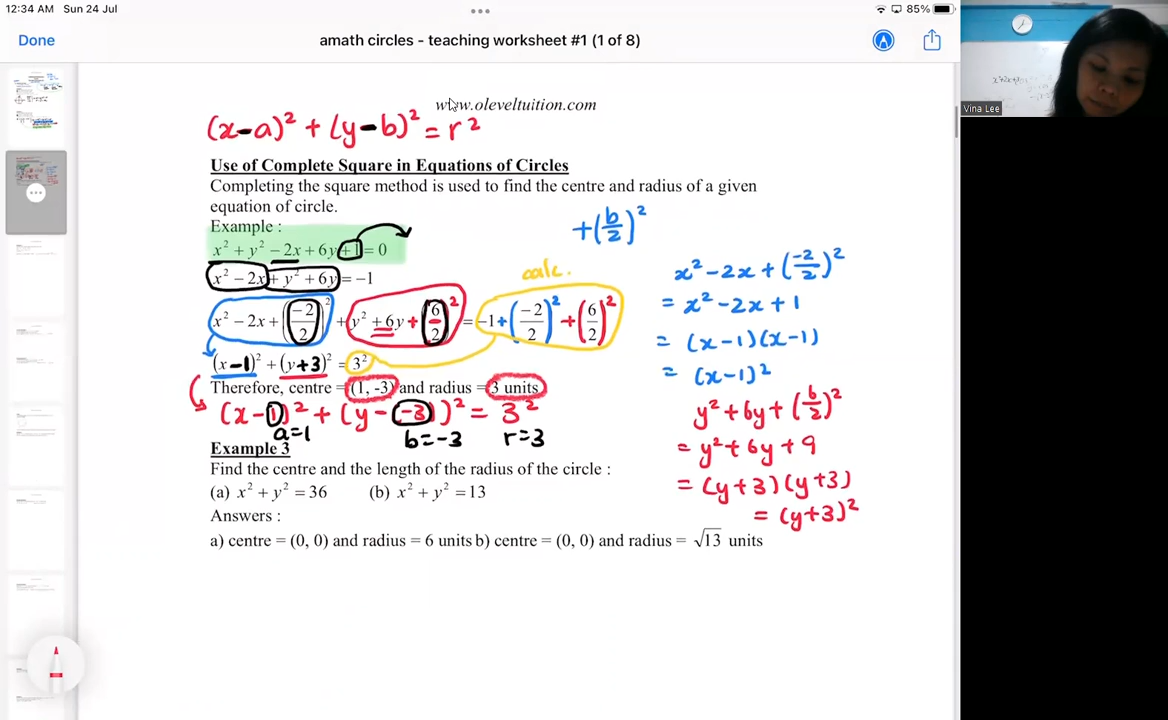 12:34 AM Sun 24 Jul
85%
Done
amath circles - teaching worksheet #1 (1 of 8)
Vina Lee
www.oleveltuition.com
(x-a)² + (y-b)² = r²
Use of Complete Square in Equations of Circles
Completing the square method is used to find the centre and radius of a given
equation of circle.
Example :
x² + y² - 2x + 6y + 1 = 0
x² - 2x + y² + 6y = -1
x² - 2x + (-2/2)² + y² + 6y + (6/2)² = -1 + (-2/2)² + (6/2)²
(x-1)² + (y+3)² = 3²
Therefore, centre = (1, -3) and radius = 3 units
(x-1)² + (y-(-3))² = 3²
a=1 b=-3 r=3
+(b/2)²
calc.
x² - 2x + (-2/2)²
= x² - 2x + 1
= (x-1)(x-1)
= (x-1)²
y² + 6y + (6/2)²
= y² + 6y + 9
= (y+3)(y+3)
= (y+3)²
Example 3
Find the centre and the length of the radius of the circle :
(a) x² + y² = 36 (b) x² + y² = 13
Answers :
a) centre = (0, 0) and radius = 6 units b) centre = (0, 0) and radius = √13 units